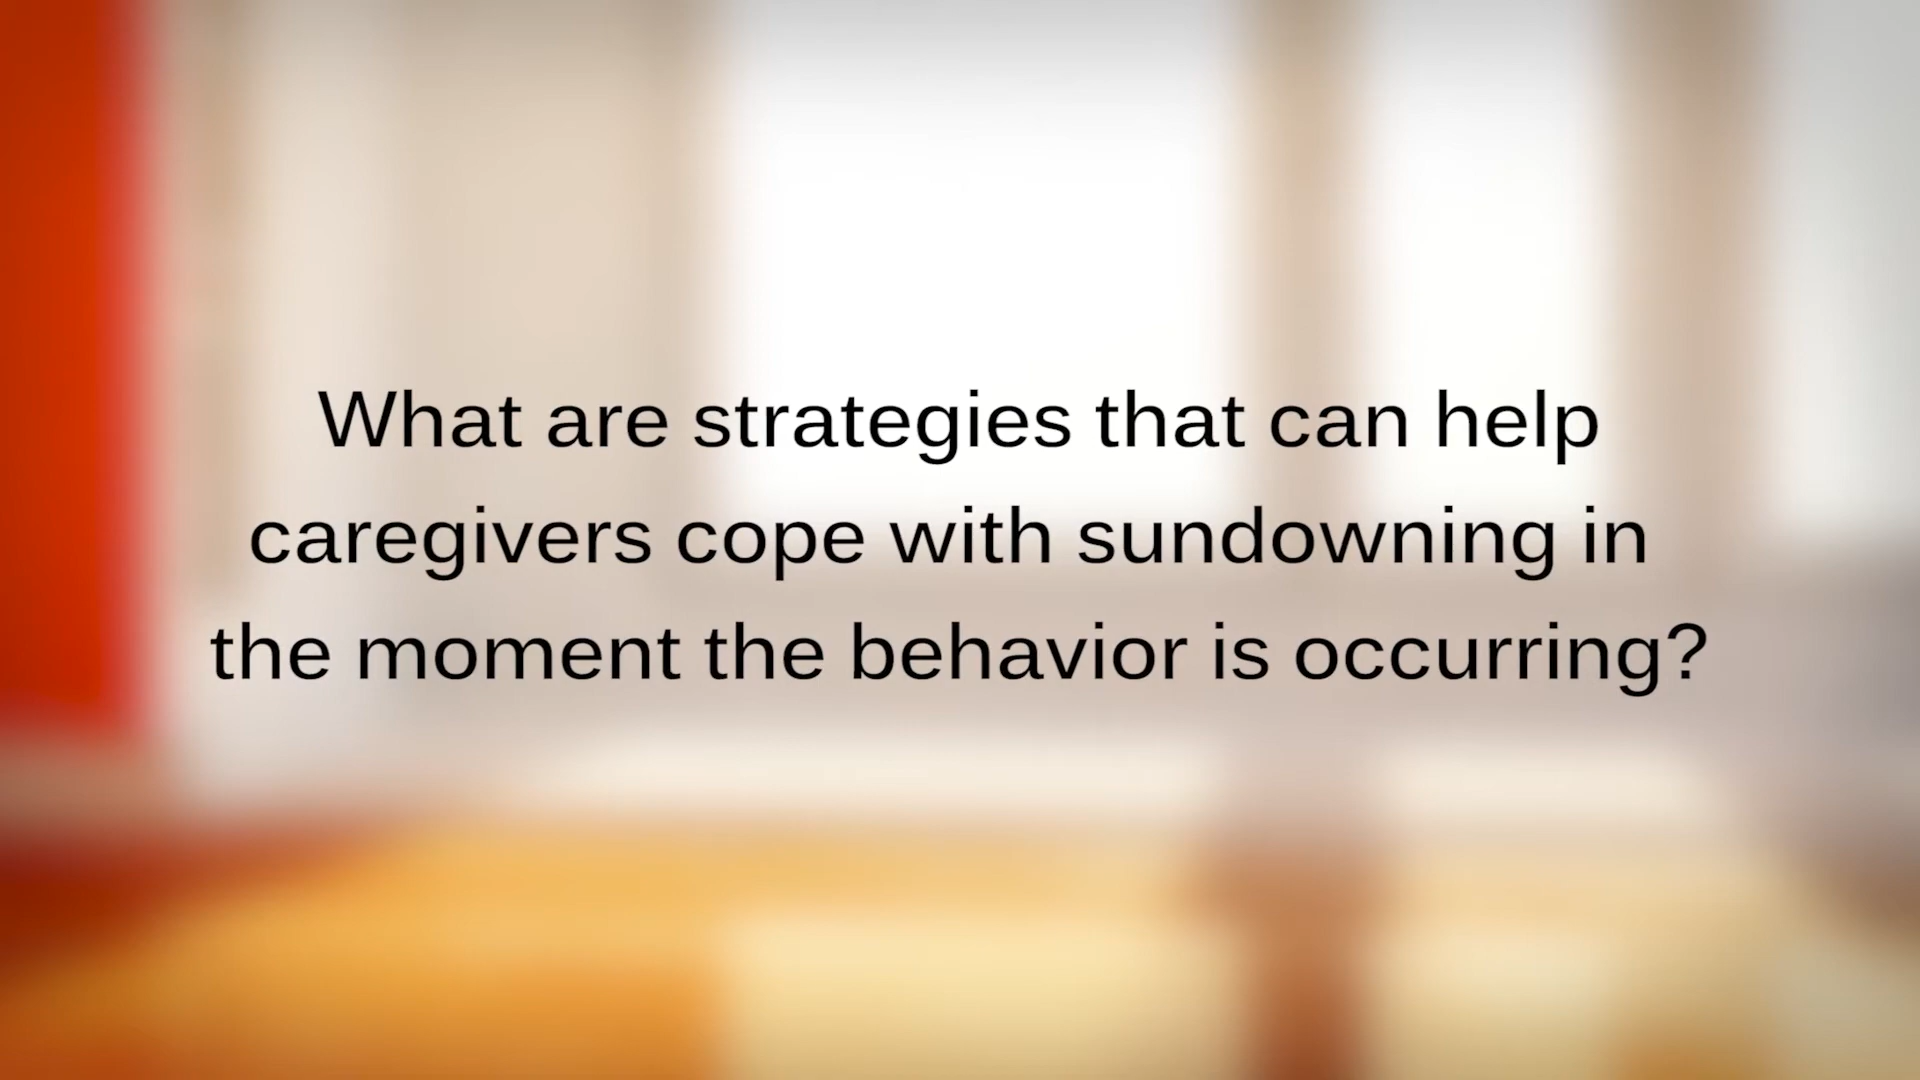 What are strategies that can help
caregivers cope with sundowning in
the moment the behavior is occurring?